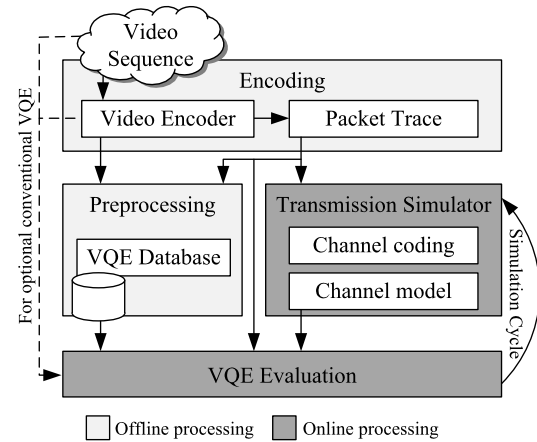 Video
Sequence
Encoding
Video Encoder
Packet Trace
For optional conventional VQE
Preprocessing
VQE Database
Transmission Simulator
Channel coding
Channel model
Simulation Cycle
VQE Evaluation
Offline processing
Online processing